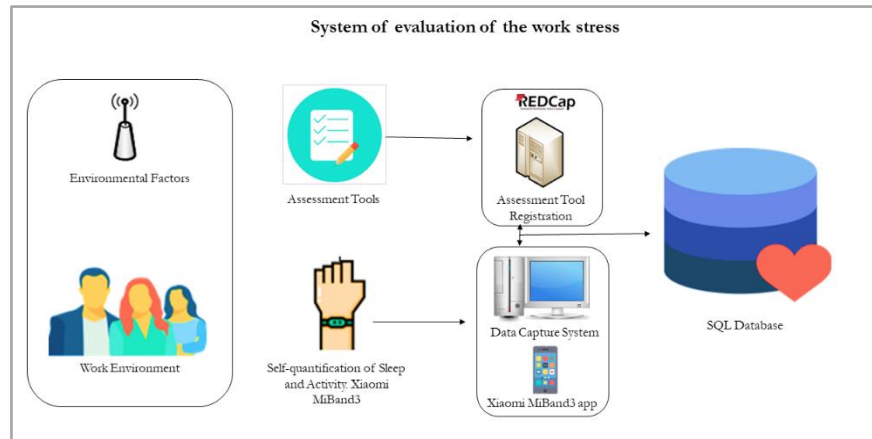 System of evaluation of the work stress
Environmental Factors
Work Environment
Assessment Tools
Self-quantification of Sleep
and Activity. Xiaomi
MiBand3
REDCap
Assessment Tool
Registration
Data Capture System
Xiaomi MiBand3 app
SQL Database